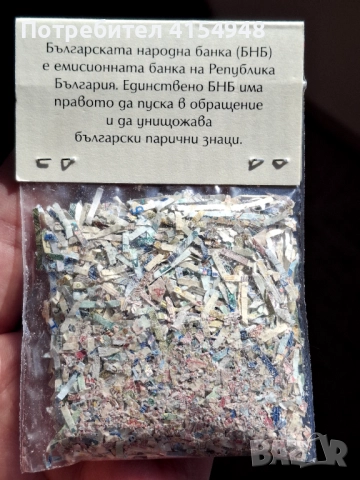 Потребител 4154948
Българската народна банка (БНБ)
е емисионната банка на Република
България. Единствено БНБ има
правото да пуска в обращение
и да унищожава
български парични знаци.
BAZAR